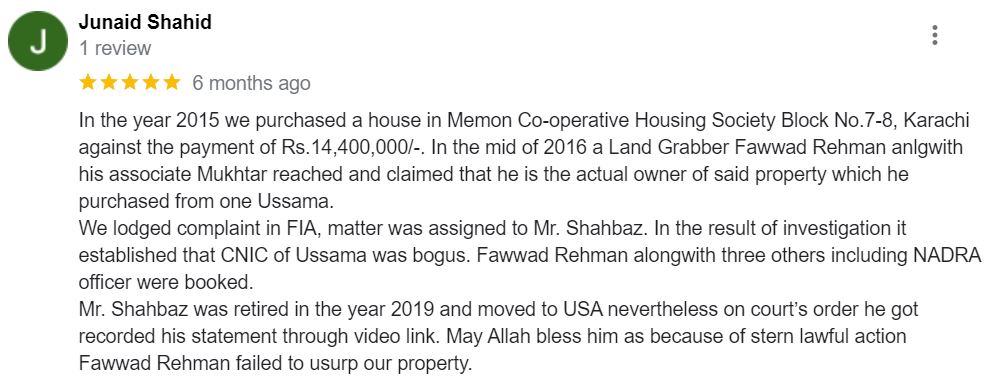 J
Junaid Shahid
1 review
6 months ago
In the year 2015 we purchased a house in Memon Co-operative Housing Society Block No.7-8, Karachi
against the payment of Rs.14,400,000/-. In the mid of 2016 a Land Grabber Fawwad Rehman anlgwith
his associate Mukhtar reached and claimed that he is the actual owner of said property which he
purchased from one Ussama.
We lodged complaint in FIA, matter was assigned to Mr. Shahbaz. In the result of investigation it
established that CNIC of Ussama was bogus. Fawwad Rehman alongwith three others including NADRA
officer were booked.
Mr. Shahbaz was retired in the year 2019 and moved to USA nevertheless on court’s order he got
recorded his statement through video link. May Allah bless him as because of stern lawful action
Fawwad Rehman failed to usurp our property.